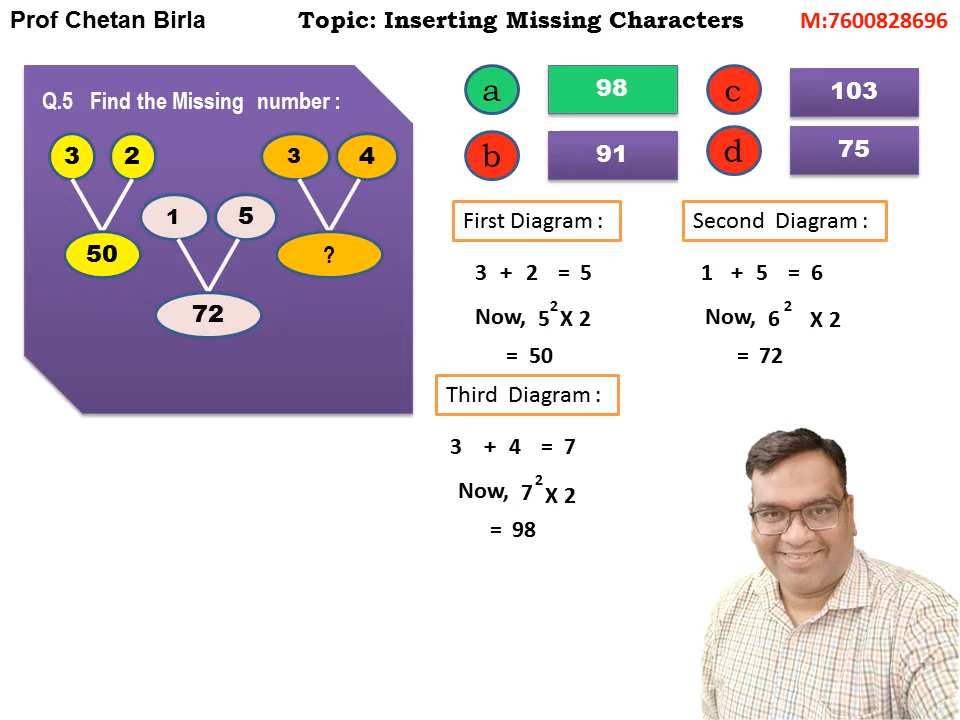 Prof Chetan Birla Topic: Inserting Missing Characters M:7600828696
Q.5 Find the Missing number :
3 2 3 4
1 5
50 ?
72
a 98 c 103
b 91 d 75
First Diagram :
3 + 2 = 5
Now, 5² X 2
= 50
Second Diagram :
1 + 5 = 6
Now, 6² X 2
= 72
Third Diagram :
3 + 4 = 7
Now, 7² X 2
= 98